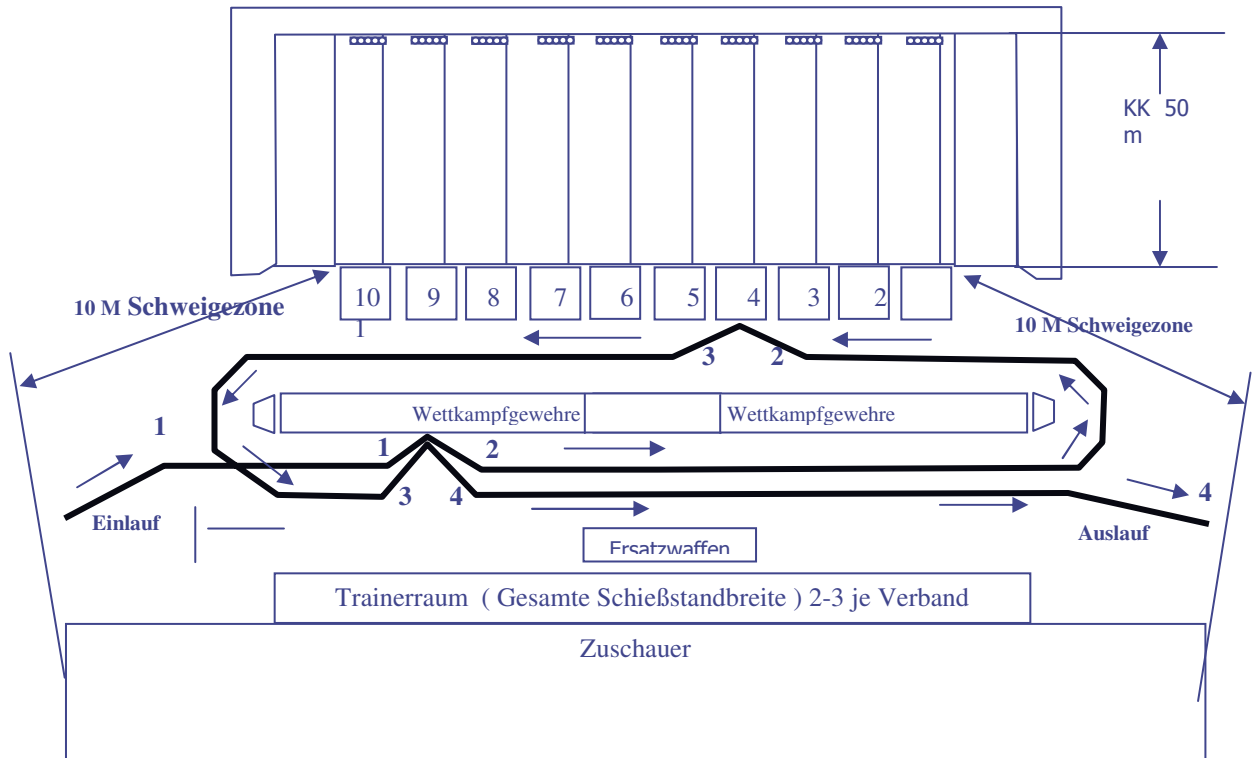 KK 50
m
10 9 8 7 6 5 4 3 2
1
10 M Schweigezone
10 M Schweigezone
3 2
Wettkampfgewehre Wettkampfgewehre
1
1 2
3 4
4
Einlauf
Auslauf
Ersatzwaffen
Trainerraum ( Gesamte Schießstandbreite ) 2-3 je Verband
Zuschauer